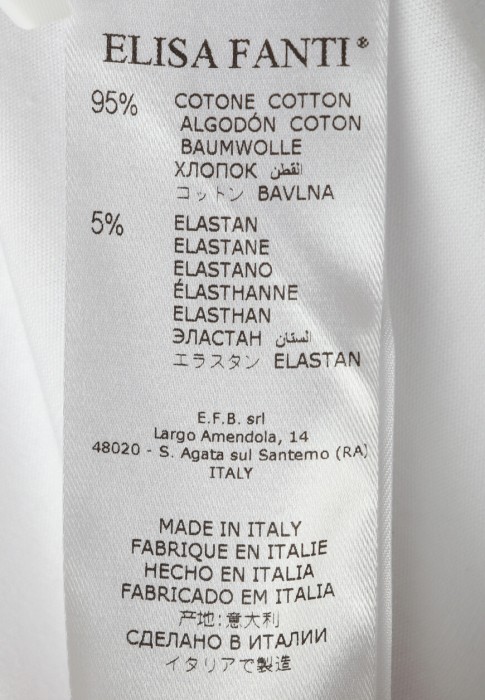 ELISA FANTI®
95% COTONE COTTON
ALGODÓN COTON
BAUMWOLLE
ХЛОПОК القطن
コットン BAVLNA
5% ELASTAN
ELASTANE
ELASTANO
ÉLASTHANNE
ELASTHAN
ЭЛАСТАН الستان
エラスタン ELASTAN
E.F.B. srl
Largo Amendola, 14
48020 - S. Agata sul Santerno (RA)
ITALY
MADE IN ITALY
FABRIQUE EN ITALIE
HECHO EN ITALIA
FABRICADO EM ITALIA
产地:意大利
СДЕЛАНО В ИТАЛИИ
イタリアで製造